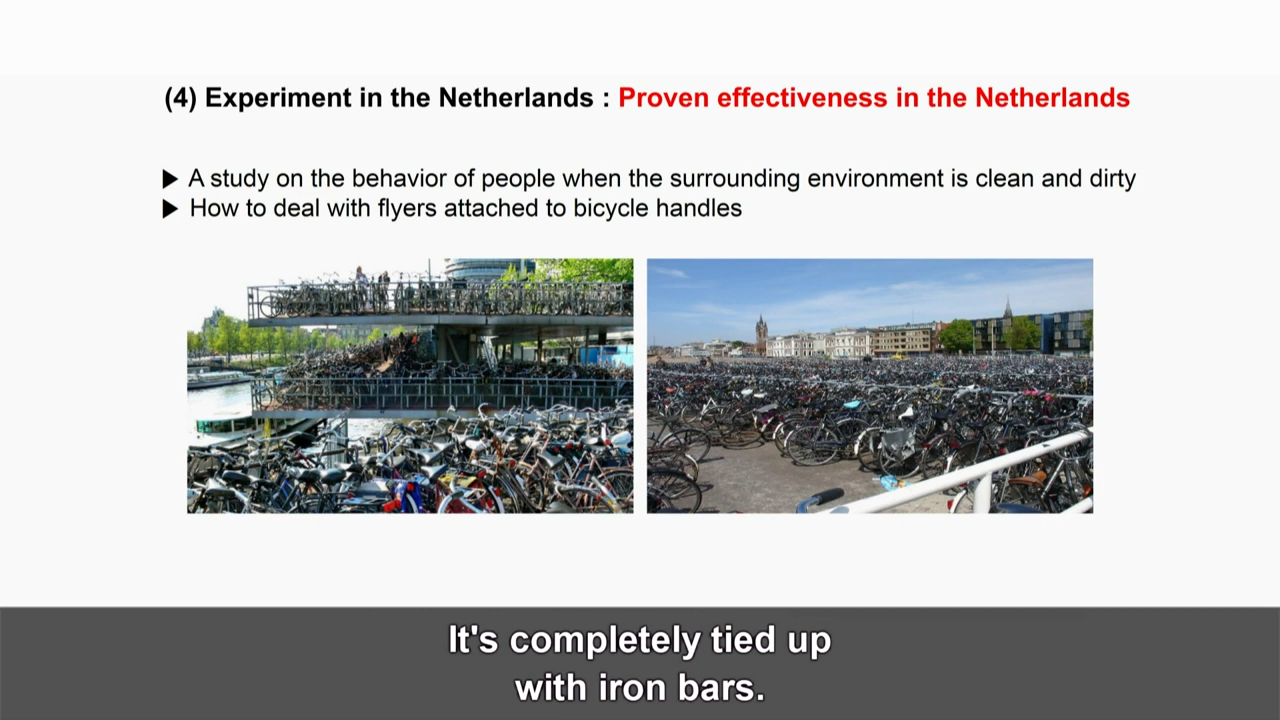 (4) Experiment in the Netherlands : Proven effectiveness in the Netherlands
▶ A study on the behavior of people when the surrounding environment is clean and dirty
▶ How to deal with flyers attached to bicycle handles
It's completely tied up
with iron bars.